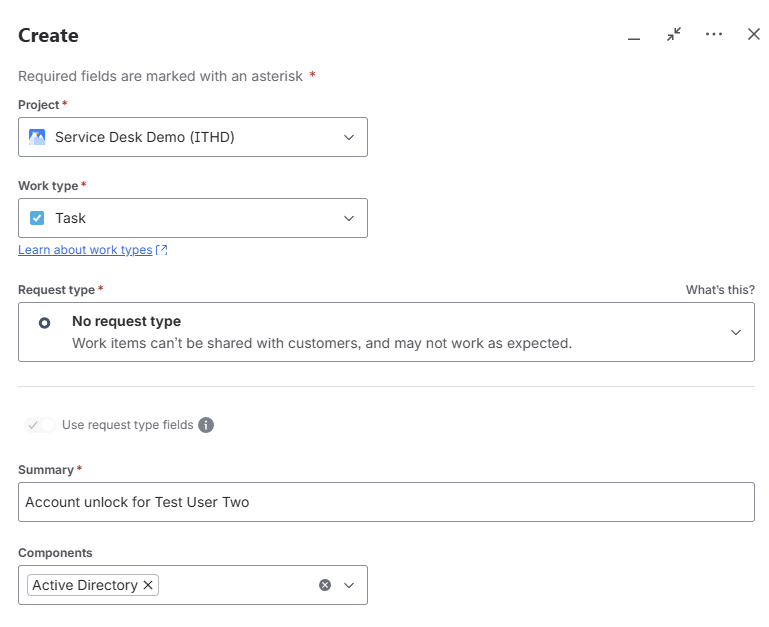 Create
Required fields are marked with an asterisk *
Project *
Service Desk Demo (ITHD)
Work type *
Task
Learn about work types
Request type *
What's this?
No request type
Work items can't be shared with customers, and may not work as expected.
Use request type fields
Summary *
Account unlock for Test User Two
Components
Active Directory